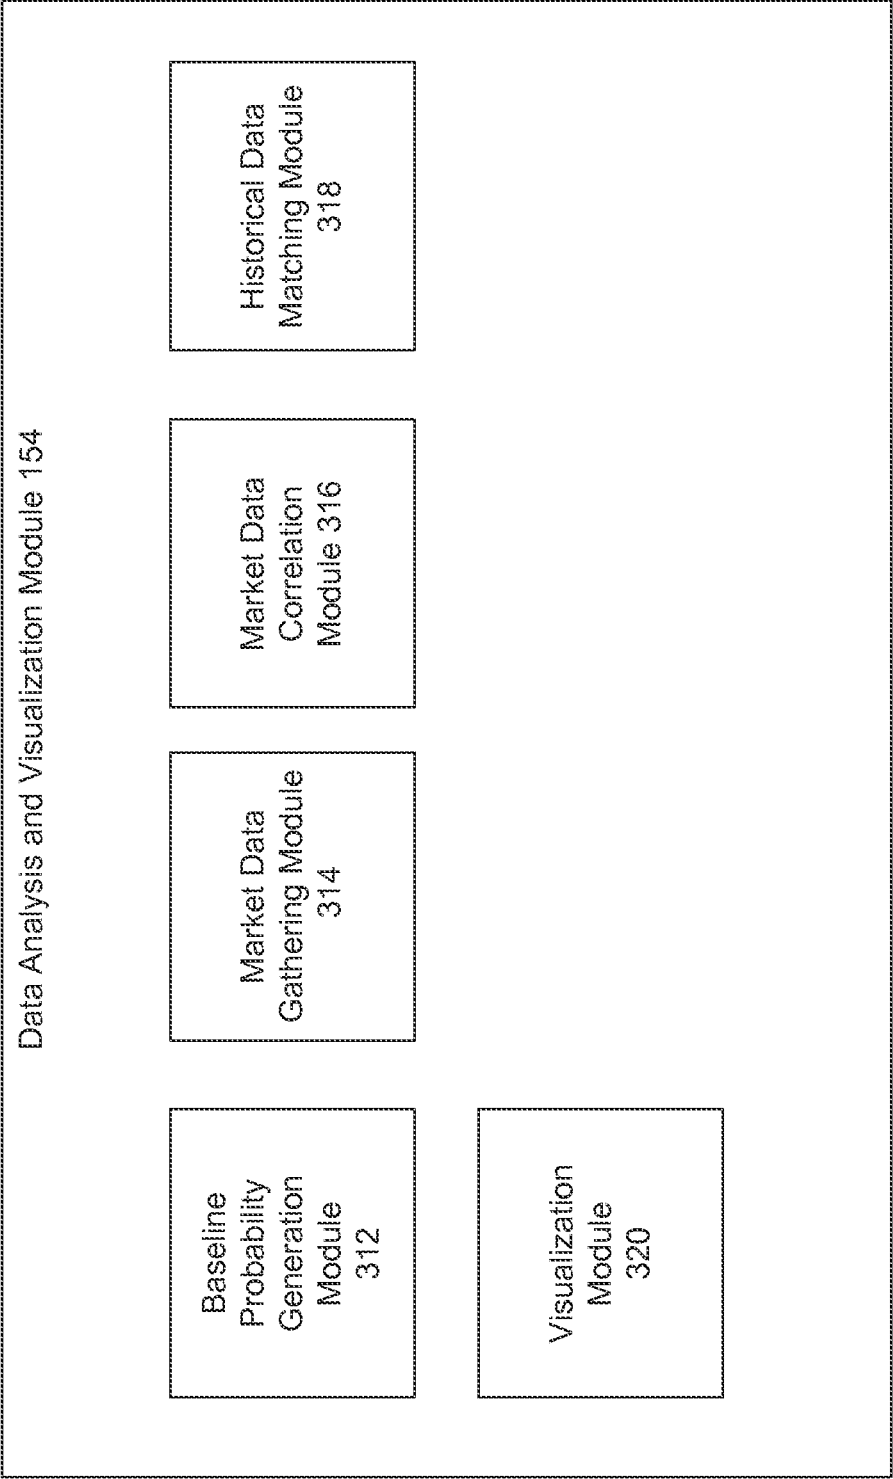 Data Analysis and Visualization Module 154
Baseline
Probability
Generation
Module
312
Market Data
Gathering Module
314
Market Data
Correlation
Module 316
Historical Data
Matching Module
318
Visualization
Module
320